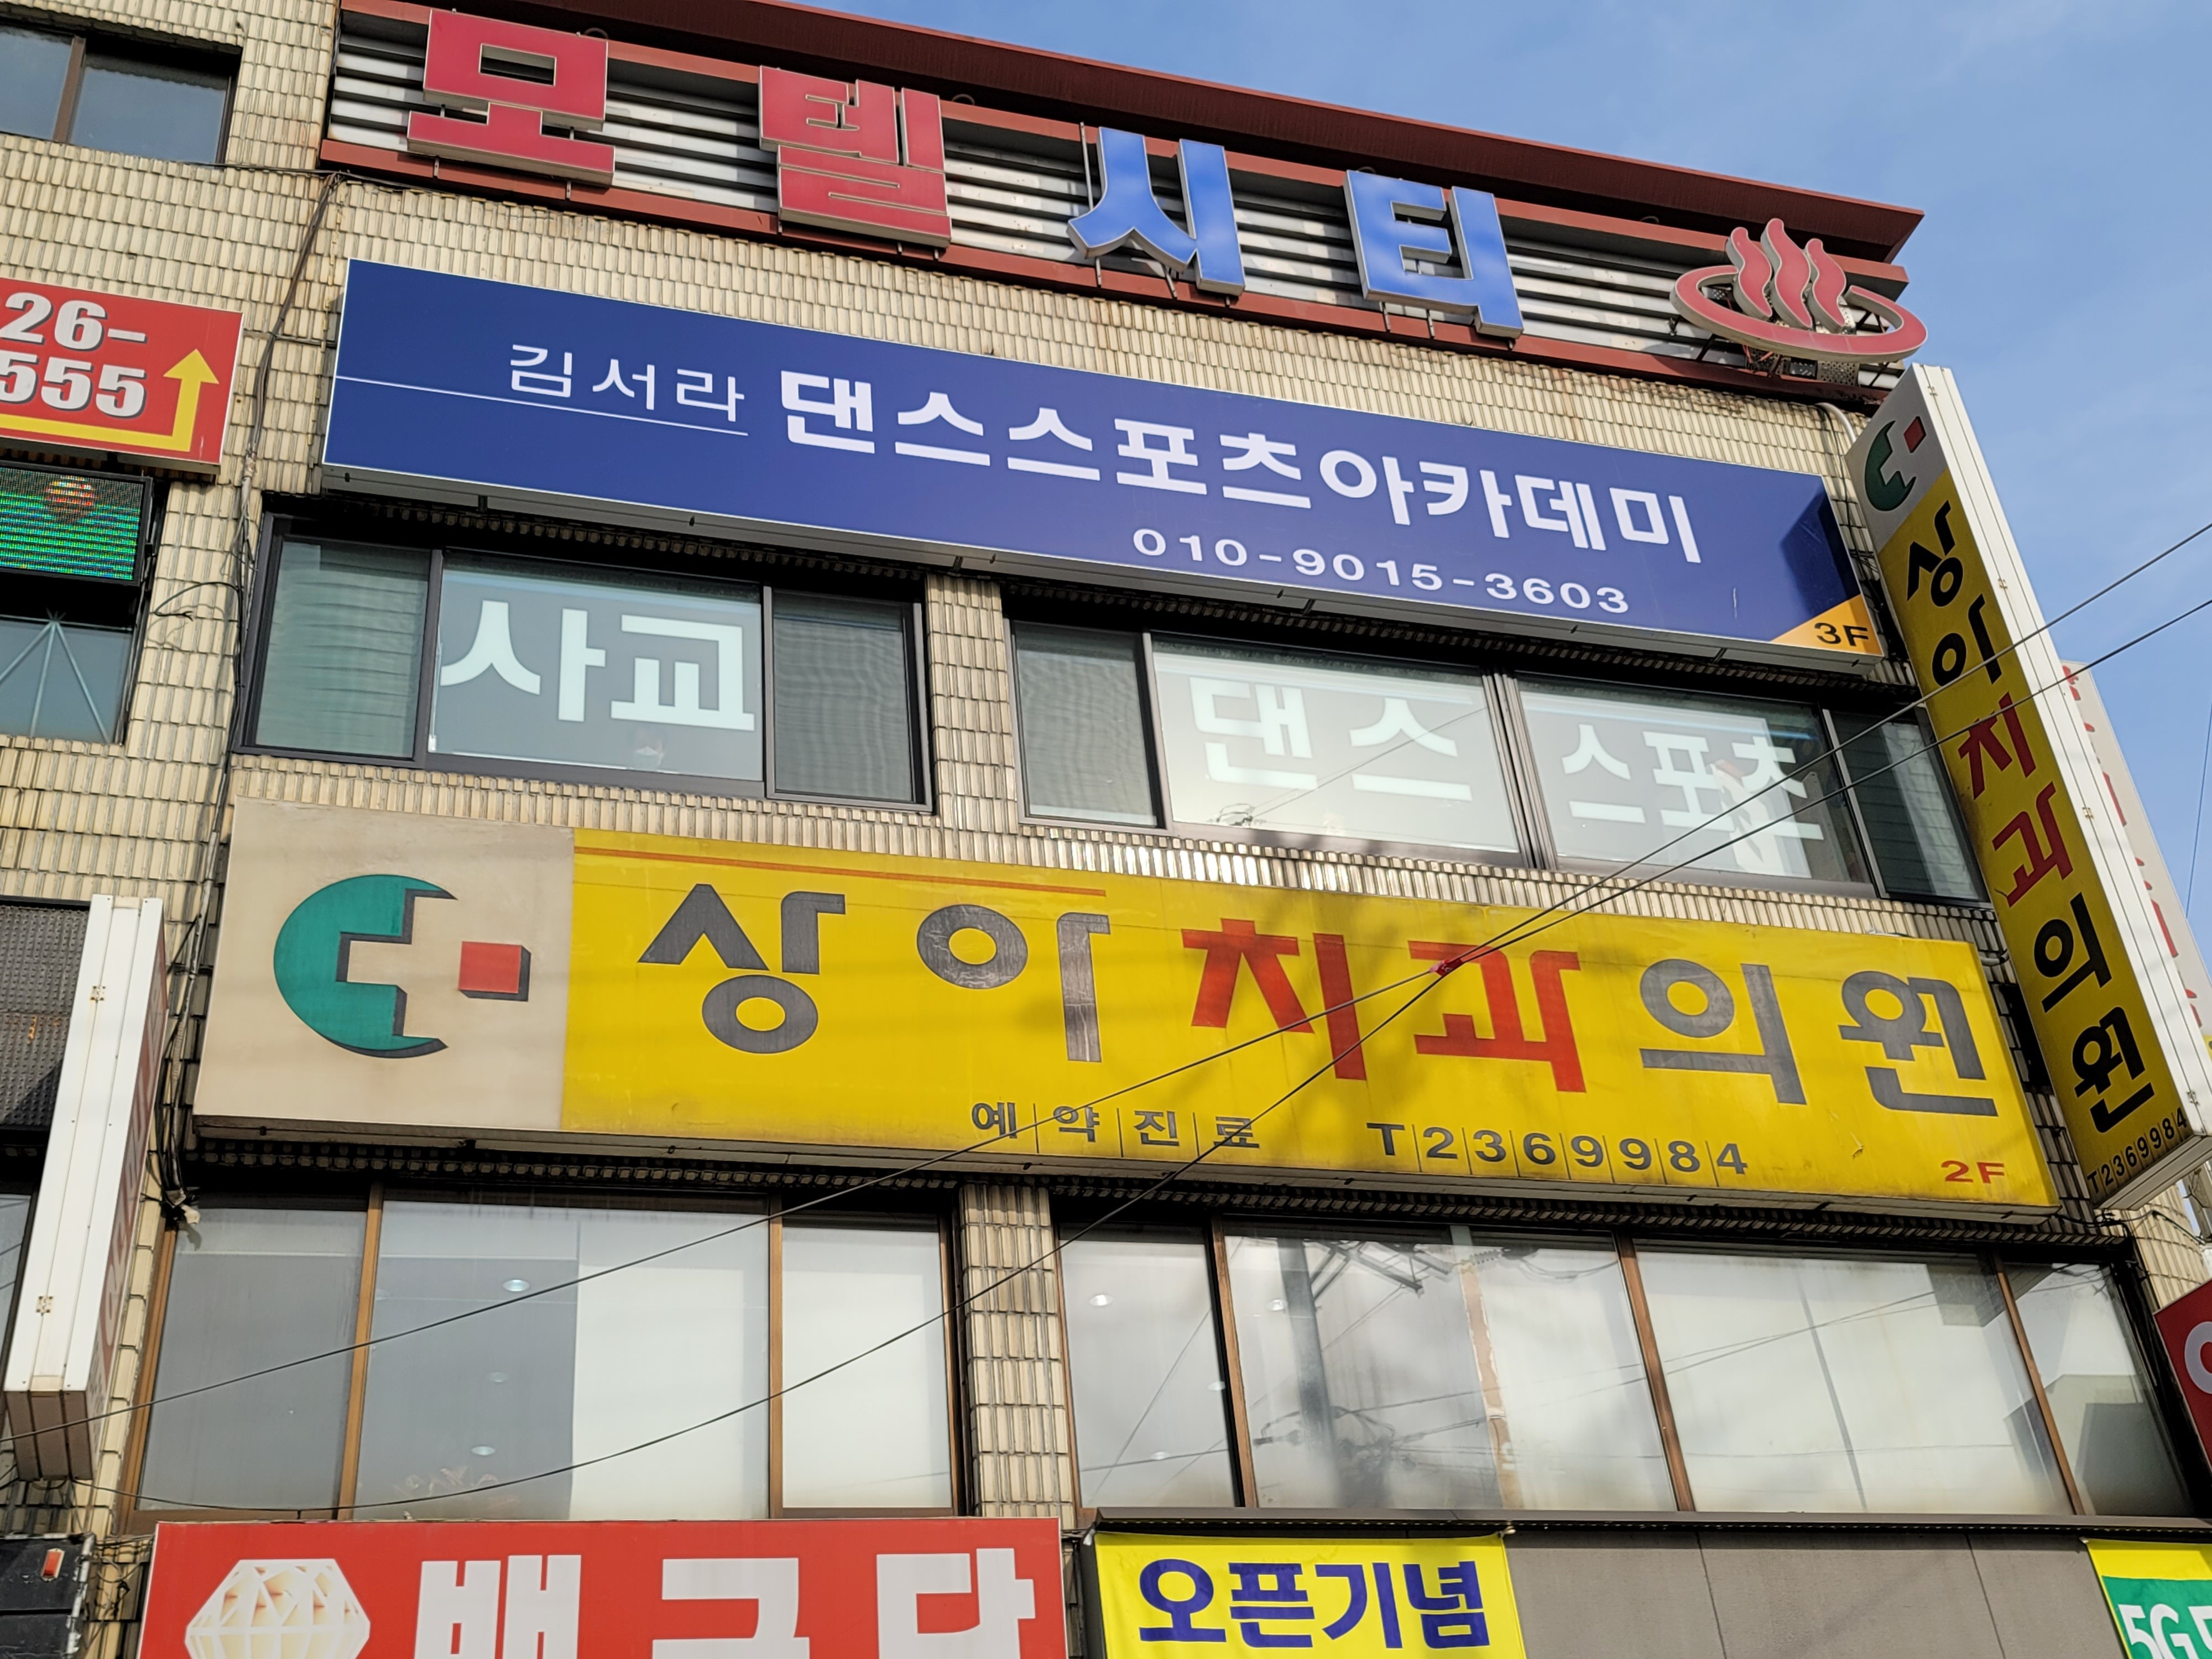 모텔시티
26-
555
김서라 댄스스포츠아카데미
010-9015-3603
3F
사교 댄스 스포츠
상아치과의원
예약진료 T2369984
2F
상아치과의원
T2369984
오픈기념
5G